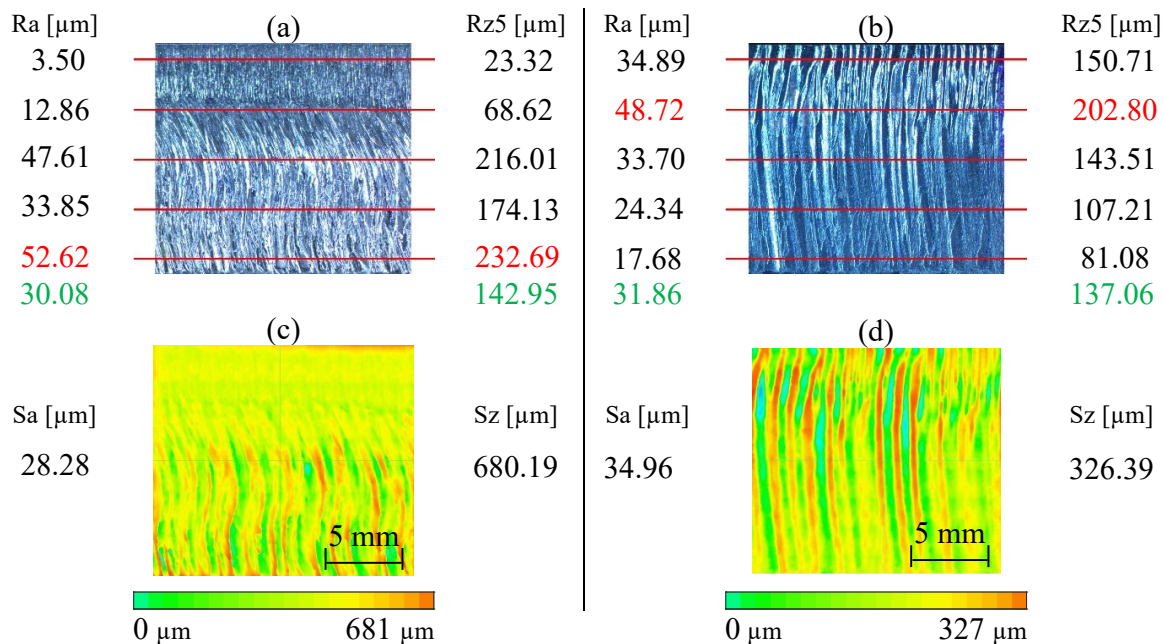 Ra [µm] (a) Rz5 [µm]
3.50 23.32
12.86 68.62
47.61 216.01
33.85 174.13
52.62 232.69
30.08 142.95
(c)
Sa [µm] Sz [µm]
28.28 680.19
5 mm
0 µm 681 µm
Ra [µm] (b) Rz5 [µm]
34.89 150.71
48.72 202.80
33.70 143.51
24.34 107.21
17.68 81.08
31.86 137.06
(d)
Sa [µm] Sz [µm]
34.96 326.39
5 mm
0 µm 327 µm